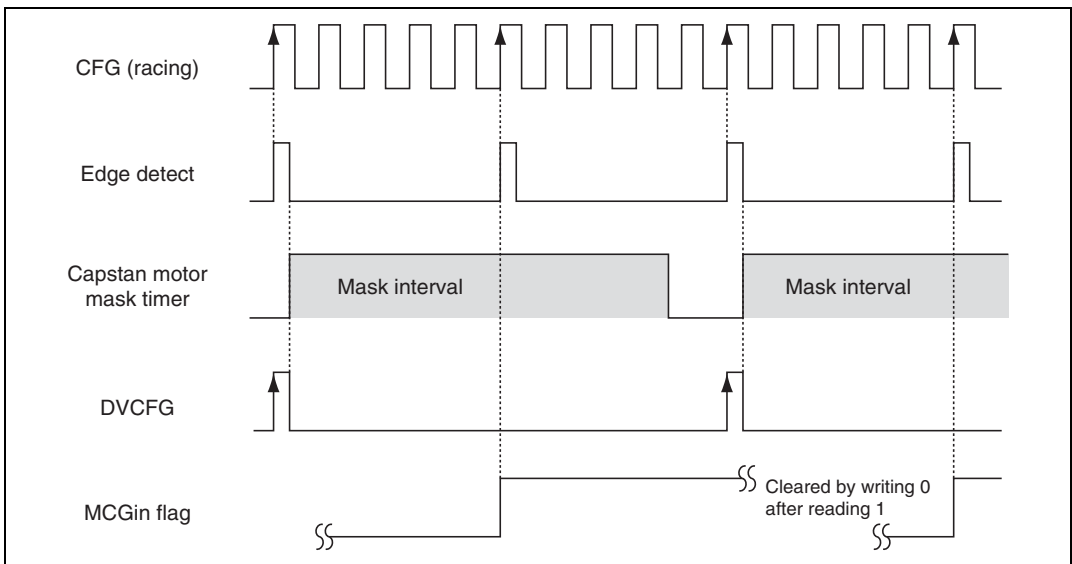 CFG (racing)
Edge detect
Capstan motor
mask timer
Mask interval
Mask interval
DVCFG
MCGin flag
Cleared by writing 0
after reading 1